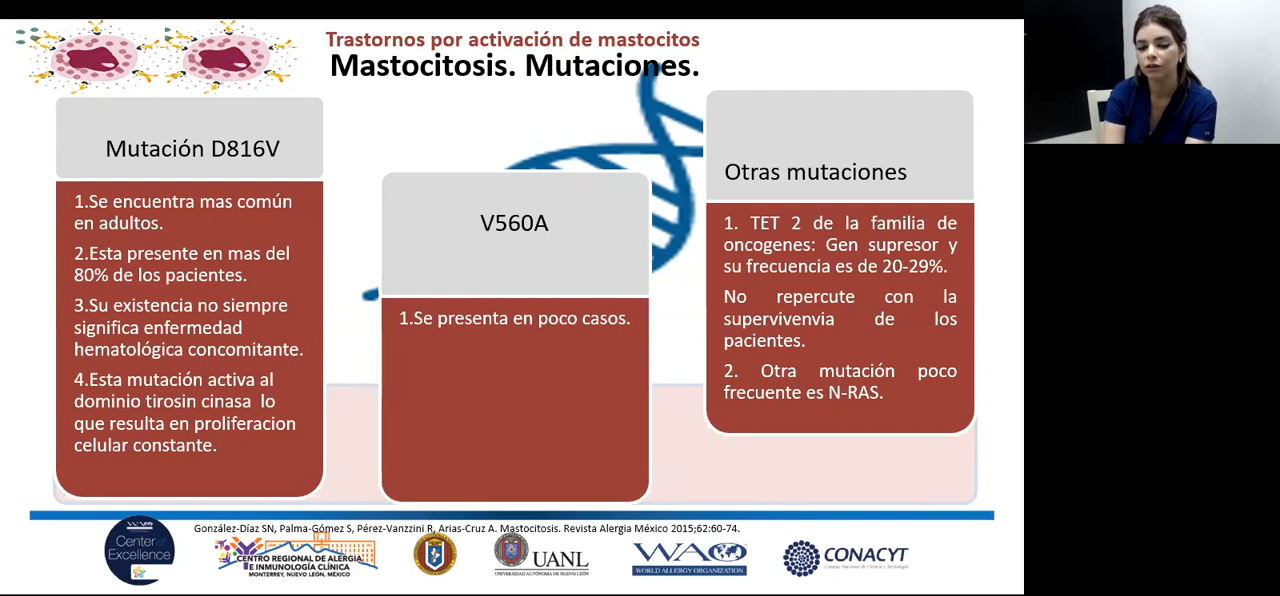 Trastornos por activación de mastocitos
Mastocitosis. Mutaciones.
Mutación D816V
1.Se encuentra mas común
en adultos.
2.Esta presente en mas del
80% de los pacientes.
3.Su existencia no siempre
significa enfermedad
hematológica concomitante.
4.Esta mutación activa al
dominio tirosin cinasa lo
que resulta en proliferacion
celular constante.
V560A
1.Se presenta en poco casos.
Otras mutaciones
1. TET 2 de la familia de
oncogenes: Gen supresor y
su frecuencia es de 20-29%.
No repercute con la
supervivenvia de los
pacientes.
2. Otra mutación poco
frecuente es N-RAS.
González-Díaz SN, Palma-Gómez S, Pérez-Vanzzini R, Arias-Cruz A. Mastocitosis. Revista Alergia México 2015;62:60-74.
Center of
Excellence
CENTRO REGIONAL DE ALERGIA
E INMUNOLOGÍA CLÍNICA
MONTERREY, NUEVO LEÓN, MÉXICO
UANL
UNIVERSIDAD AUTÓNOMA DE NUEVO LEÓN
WAO
WORLD ALLERGY ORGANIZATION
CONACYT
Consejo Nacional de Ciencia y Tecnología